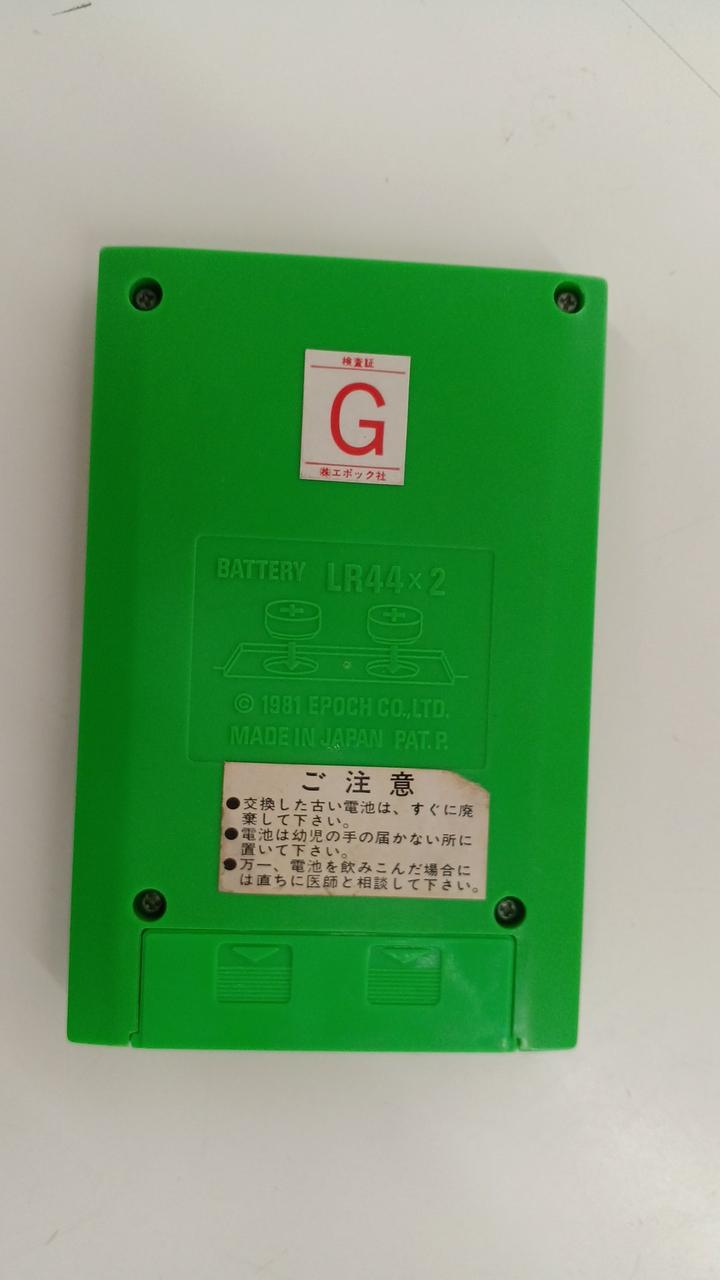 検査証
G
㈱エポック社
BATTERY LR44×2
© 1981 EPOCH CO.,LTD.
MADE IN JAPAN PAT. P.
ご注意
●交換した古い電池は、すぐに廃
棄して下さい。
●電池は幼児の手の届かない所に
置いて下さい。
●万一、電池を飲みこんだ場合に
は直ちに医師と相談して下さい。